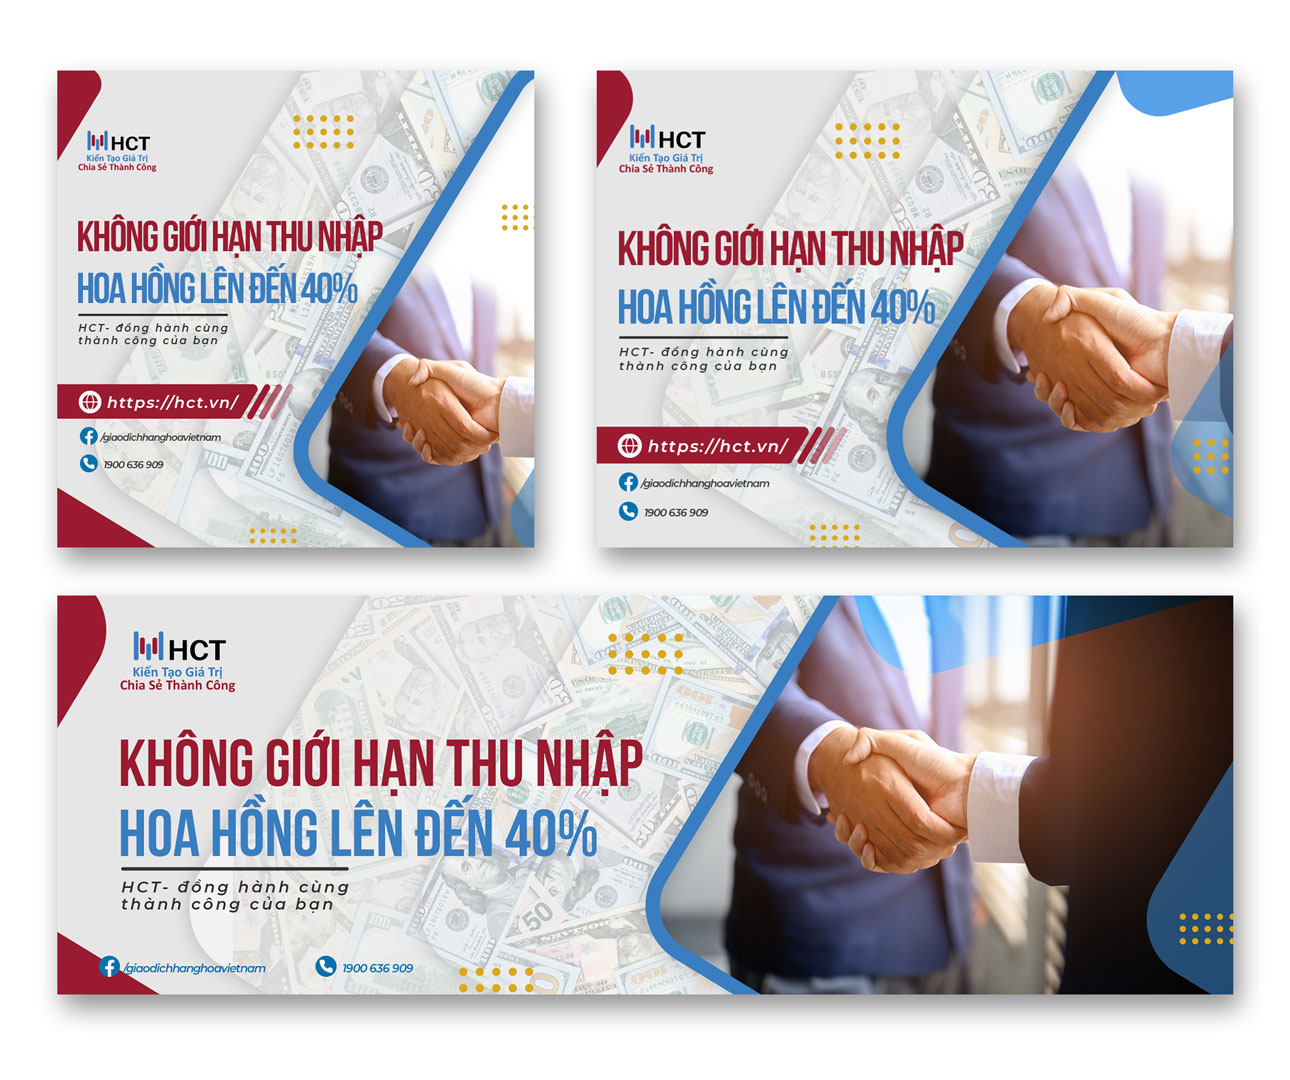 HCT
Kiến Tạo Giá Trị
Chia Sẻ Thành Công
KHÔNG GIỚI HẠN THU NHẬP
HOA HỒNG LÊN ĐẾN 40%
HCT- đồng hành cùng
thành công của bạn
https://hct.vn/
/giaodichhanghoavietnam
1900 636 909
HCT
Kiến Tạo Giá Trị
Chia Sẻ Thành Công
KHÔNG GIỚI HẠN THU NHẬP
HOA HỒNG LÊN ĐẾN 40%
HCT- đồng hành cùng
thành công của bạn
https://hct.vn/
/giaodichhanghoavietnam
1900 636 909
HCT
Kiến Tạo Giá Trị
Chia Sẻ Thành Công
KHÔNG GIỚI HẠN THU NHẬP
HOA HỒNG LÊN ĐẾN 40%
HCT- đồng hành cùng
thành công của bạn
/giaodichhanghoavietnam
1900 636 909